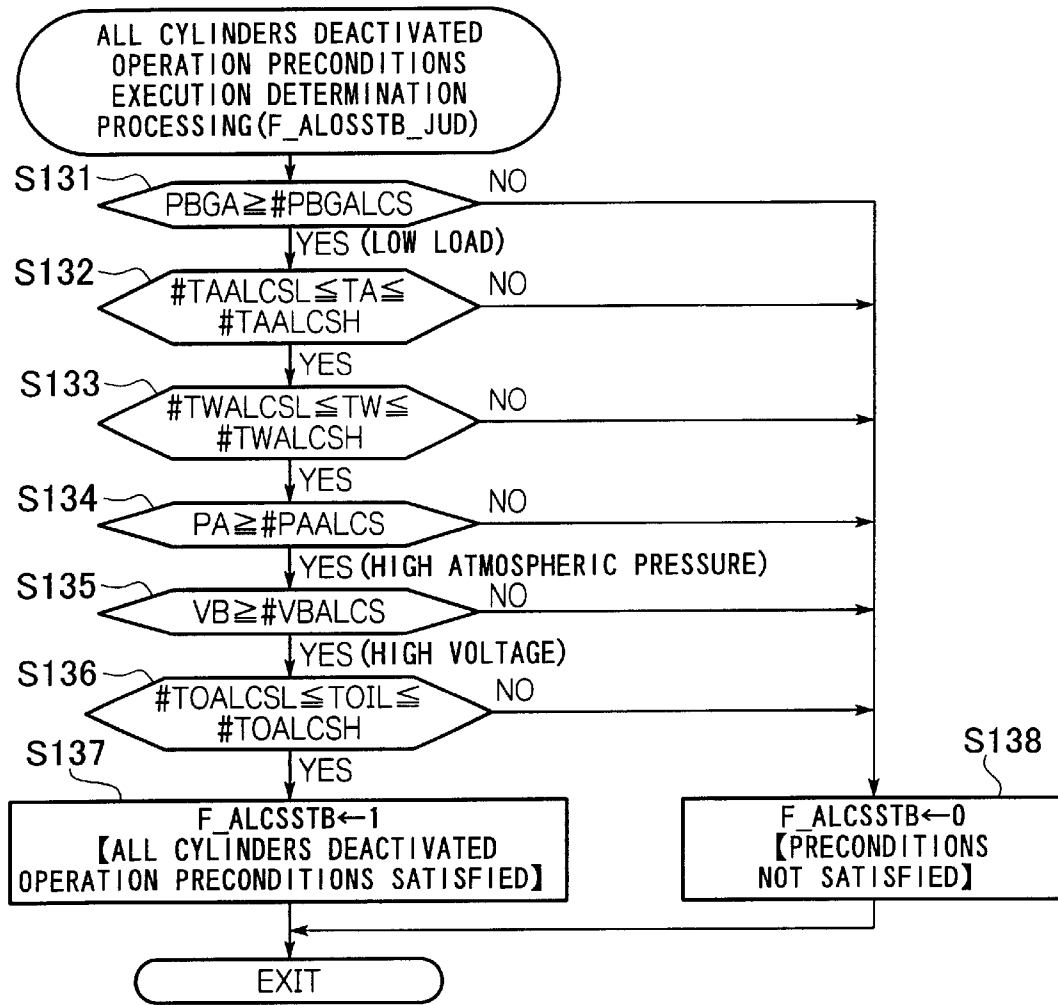 ALL CYLINDERS DEACTIVATED
OPERATION PRECONDITIONS
EXECUTION DETERMINATION
PROCESSING(F_ALOSSTB_JUD)
S131
PBGA≧#PBGALCS
NO
YES (LOW LOAD)
S132
#TAALCSL≦TA≦
#TAALCSH
NO
YES
S133
#TWALCSL≦TW≦
#TWALCSH
NO
YES
S134
PA≧#PAALCS
NO
YES (HIGH ATMOSPHERIC PRESSURE)
S135
VB≧#VBALCS
NO
YES (HIGH VOLTAGE)
S136
#TOALCSL≦TOIL≦
#TOALCSH
NO
YES
S137
F_ALCSSTB←1
【ALL CYLINDERS DEACTIVATED
OPERATION PRECONDITIONS SATISFIED】
S138
F_ALCSSTB←0
【PRECONDITIONS
NOT SATISFIED】
EXIT